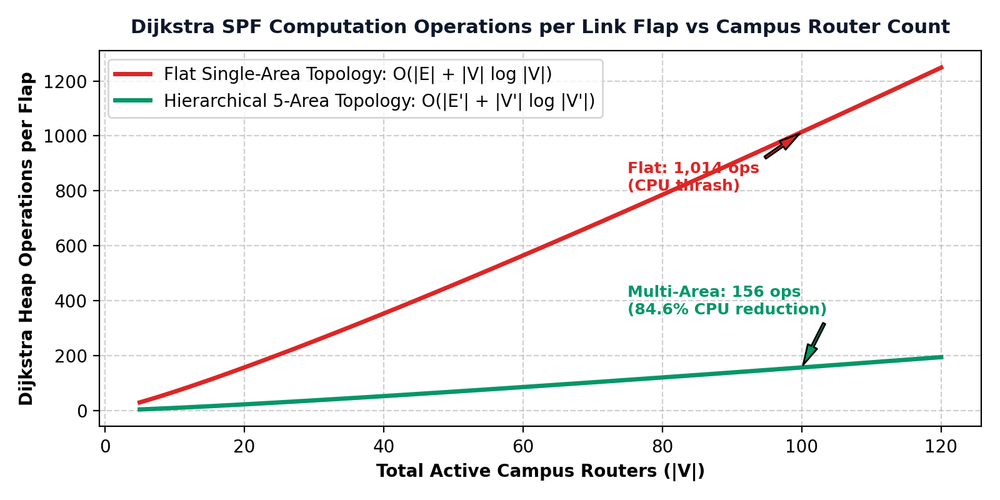 Dijkstra SPF Computation Operations per Link Flap vs Campus Router Count
Dijkstra Heap Operations per Flap
1200
1000
800
600
400
200
0
Flat Single-Area Topology: O(|E| + |V| log |V|)
Hierarchical 5-Area Topology: O(|E'| + |V'| log |V'|)
Flat: 1,014 ops
(CPU thrash)
Multi-Area: 156 ops
(84.6% CPU reduction)
0 20 40 60 80 100 120
Total Active Campus Routers (|V|)